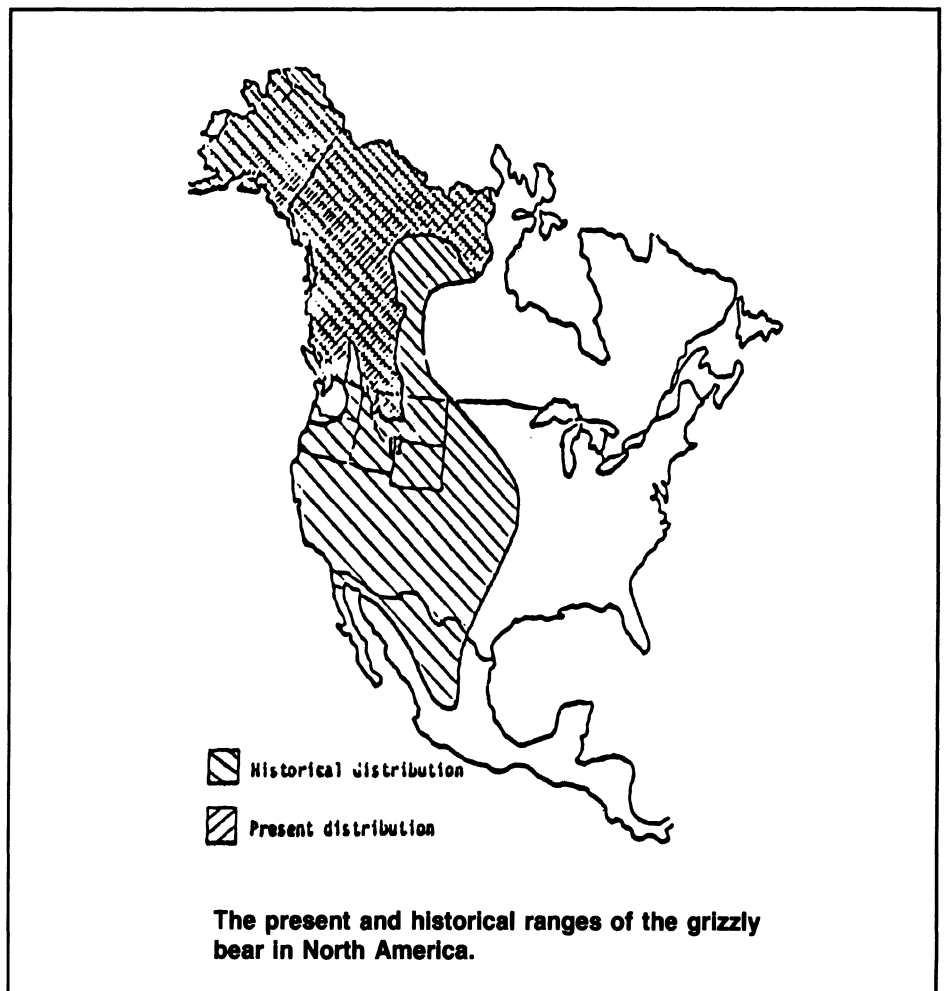 Historical distribution
Present distribution
The present and historical ranges of the grizzly
bear in North America.